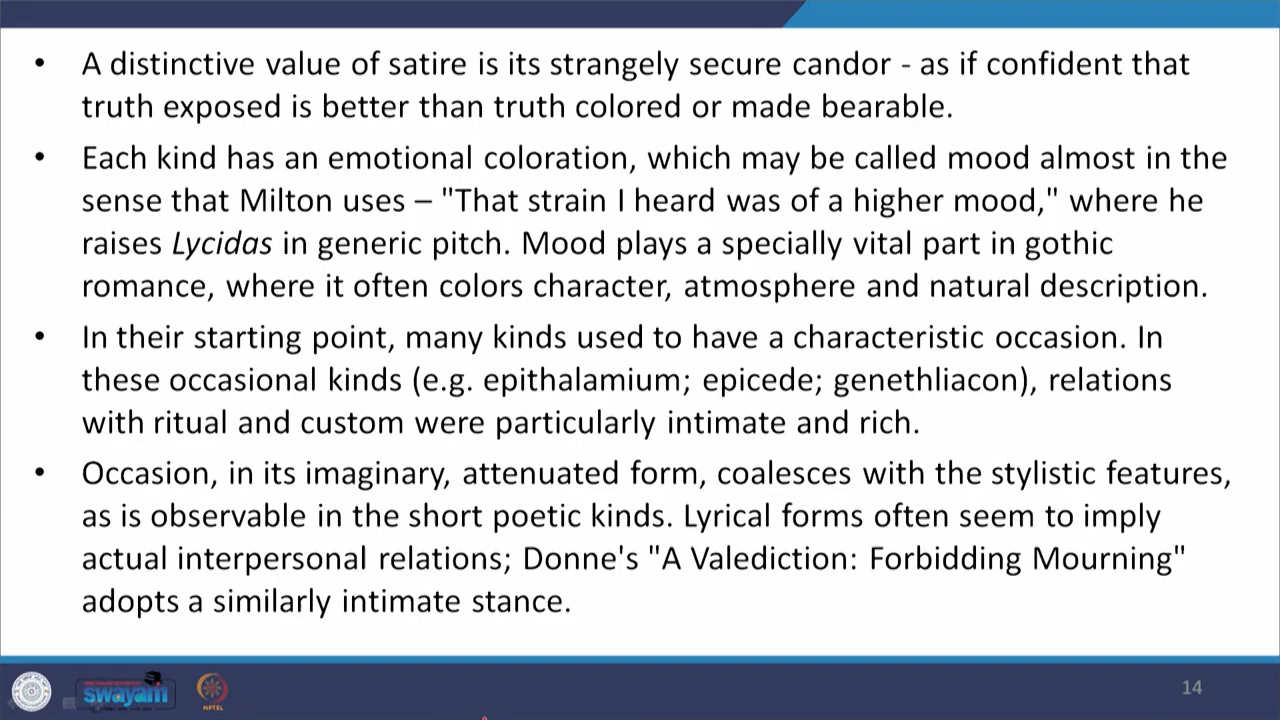 • A distinctive value of satire is its strangely secure candor - as if confident that
truth exposed is better than truth colored or made bearable.
• Each kind has an emotional coloration, which may be called mood almost in the
sense that Milton uses – "That strain I heard was of a higher mood," where he
raises Lycidas in generic pitch. Mood plays a specially vital part in gothic
romance, where it often colors character, atmosphere and natural description.
• In their starting point, many kinds used to have a characteristic occasion. In
these occasional kinds (e.g. epithalamium; epicede; genethliacon), relations
with ritual and custom were particularly intimate and rich.
• Occasion, in its imaginary, attenuated form, coalesces with the stylistic features,
as is observable in the short poetic kinds. Lyrical forms often seem to imply
actual interpersonal relations; Donne's "A Valediction: Forbidding Mourning"
adopts a similarly intimate stance.
swayam
NPTEL
14